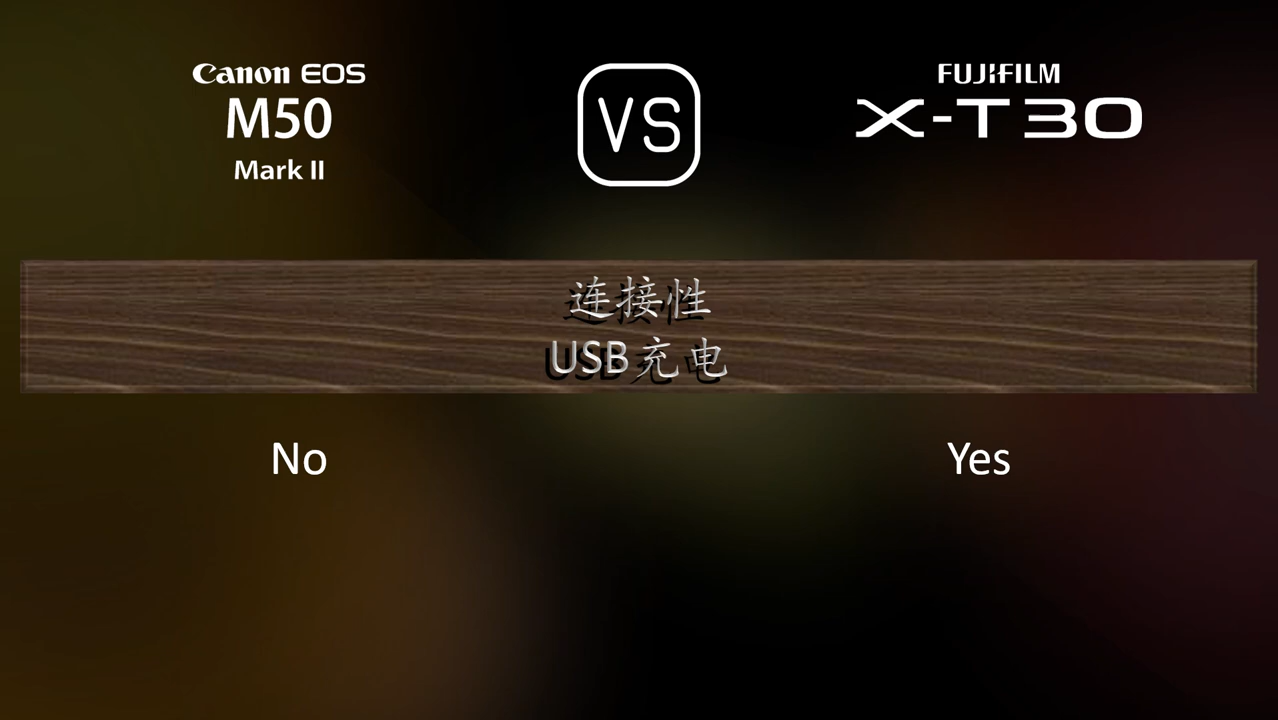 Canon EOS
M50
Mark II
VS
FUJIFILM
X-T30
连接性
USB充电
No
Yes